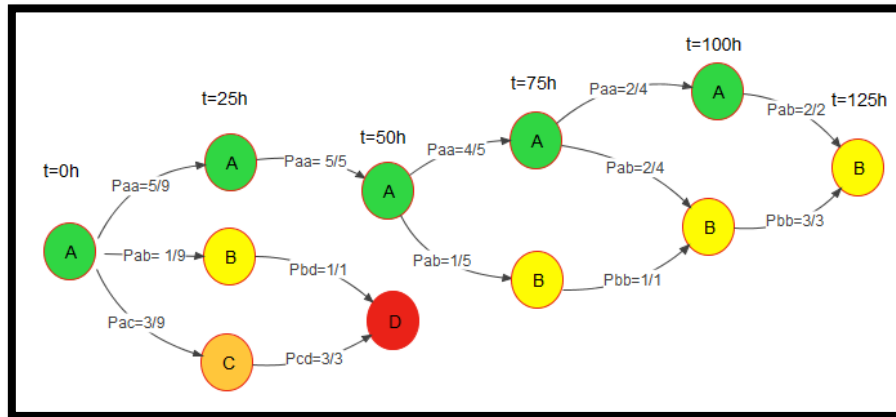 t=0h
t=25h
t=50h
t=75h
t=100h
t=125h
A
Paa=5/9
Pab= 1/9
Pac=3/9
A
B
C
Paa= 5/5
Pbd=1/1
Pcd=3/3
A
D
Paa=4/5
Pab=1/5
A
B
Paa=2/4
Pab=2/4
Pbb=1/1
A
B
Pab=2/2
Pbb=3/3
B